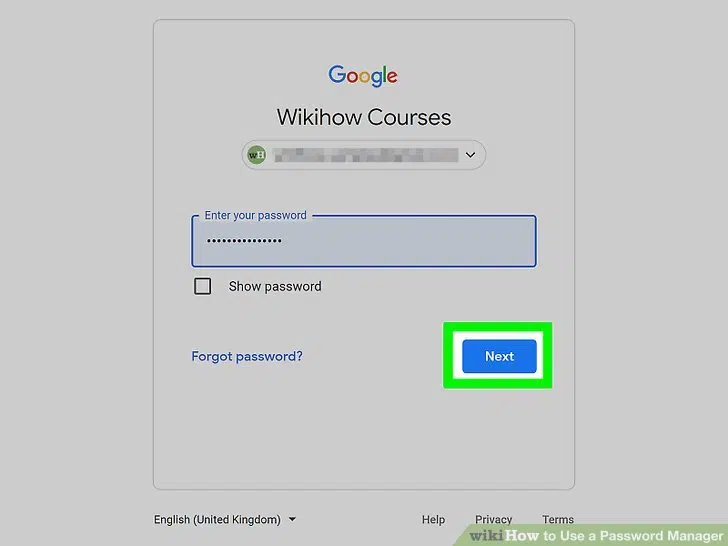 Google
Wikihow Courses
wH
Enter your password
•••••••••••••••
Show password
Forgot password?
Next
English (United Kingdom)
Help
Privacy
Terms
wikiHow to Use a Password Manager